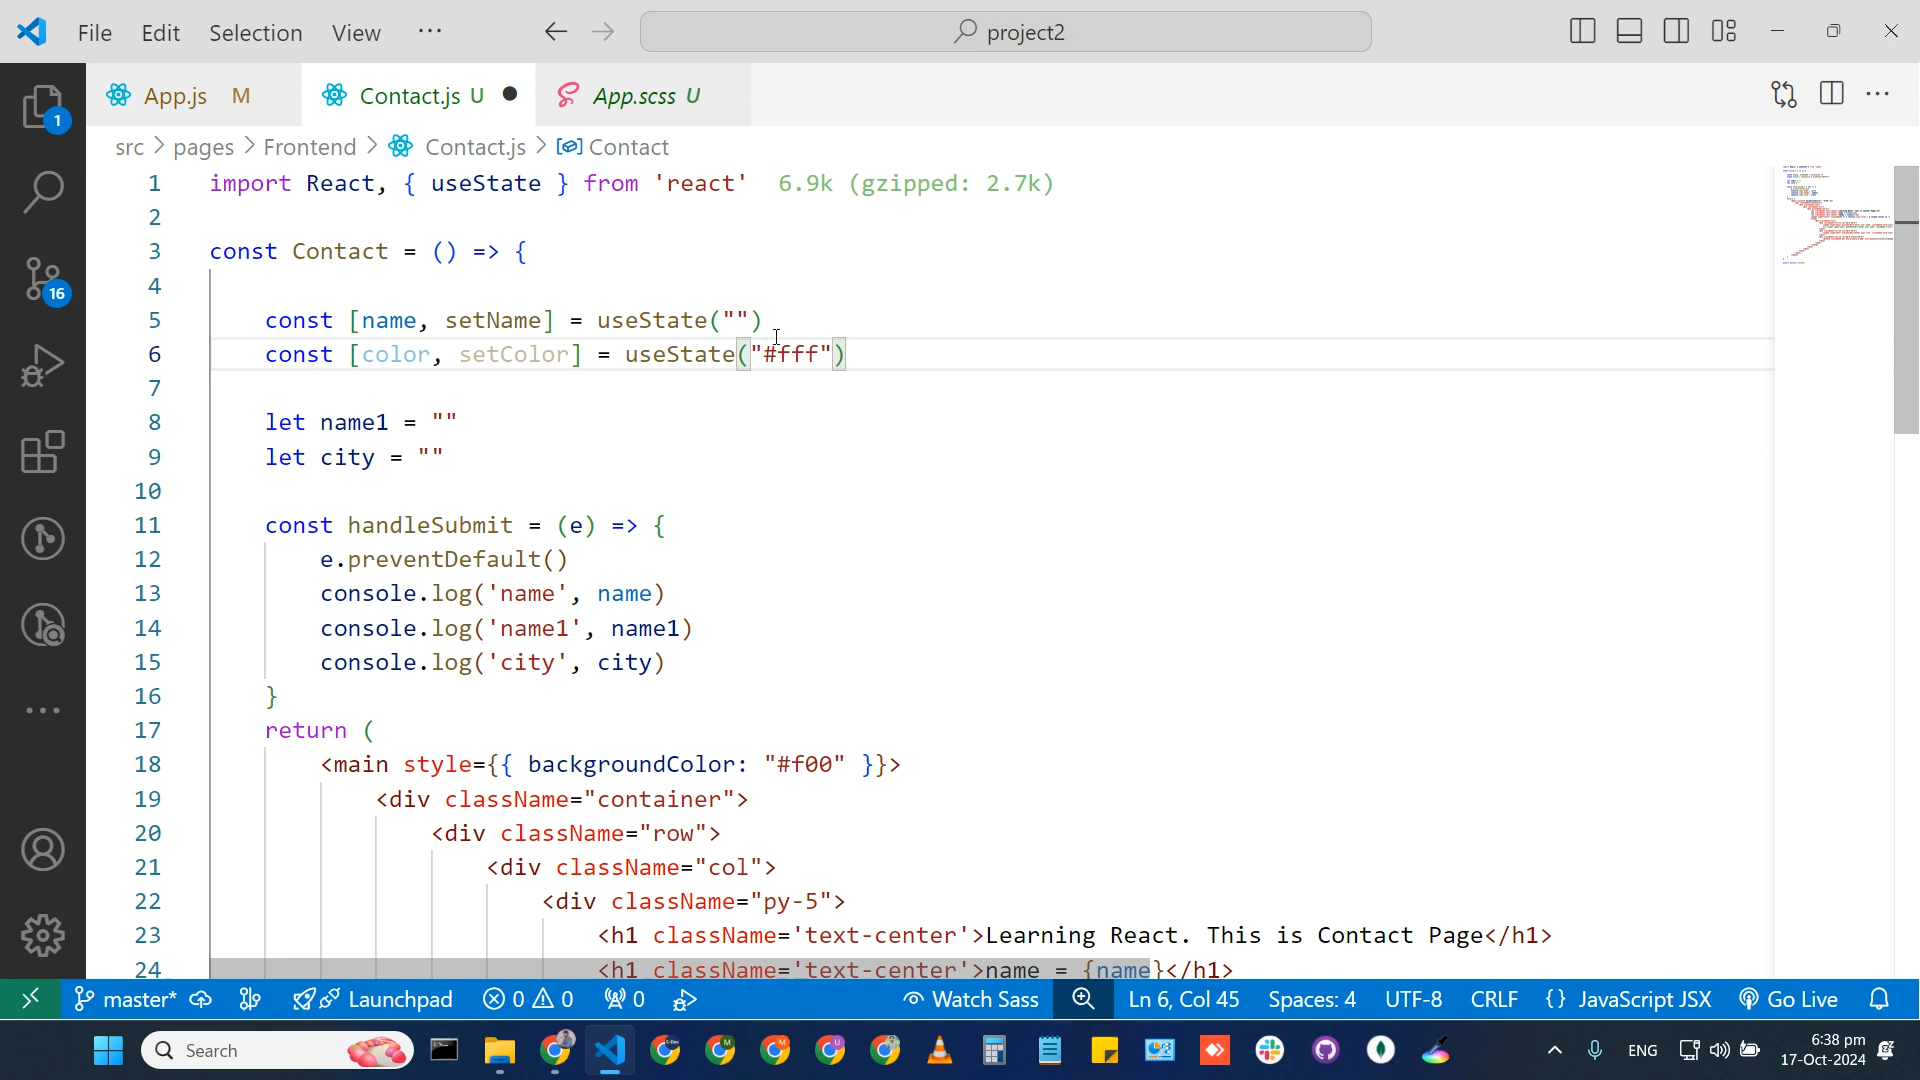 File Edit Selection View ··· project2
App.js M Contact.js U ● App.scss U
src > pages > Frontend > Contact.js > Contact
1 import React, { useState } from 'react' 6.9k (gzipped: 2.7k)
2
3 const Contact = () => {
4
5 const [name, setName] = useState("")
6 const [color, setColor] = useState("#fff")
7
8 let name1 = ""
9 let city = ""
10
11 const handleSubmit = (e) => {
12 e.preventDefault()
13 console.log('name', name)
14 console.log('name1', name1)
15 console.log('city', city)
16 }
17 return (
18 <main style={{ backgroundColor: "#f00" }}>
19 <div className="container">
20 <div className="row">
21 <div className="col">
22 <div className="py-5">
23 <h1 className='text-center'>Learning React. This is Contact Page</h1>
24 <h1 className='text-center'>name = {name}</h1>
1
16
master* Launchpad 0 0 0 Watch Sass Ln 6, Col 45 Spaces: 4 UTF-8 CRLF {} JavaScript JSX Go Live
Search ENG 6:38 pm
17-Oct-2024